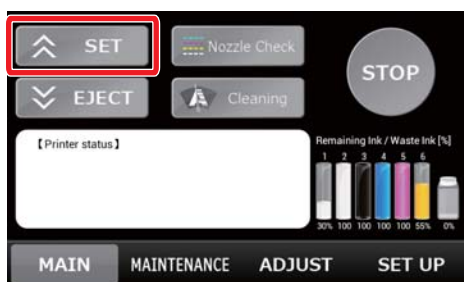 SET
Nozzle Check
STOP
EJECT
Cleaning
【Printer status】
Remaining Ink / Waste Ink [%]
1 2 3 4 5 6
30% 100 100 100 100 55% 0%
MAIN MAINTENANCE ADJUST SET UP